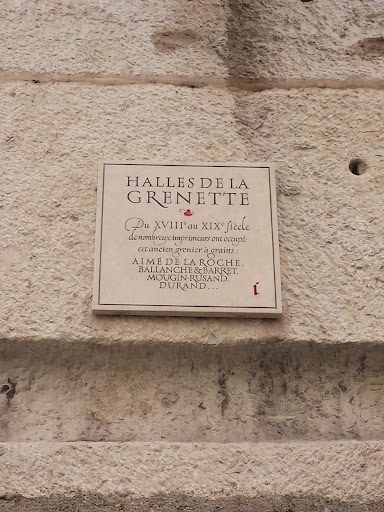 HALLES DE LA
GRENETTE
Du XVIIIᵉ au XIXᵉ siècle
de nombreux imprimeurs ont occupé
cet ancien grenier à grains :
AIMÉ DE LA ROCHE,
BALLANCHE & BARRET,
MOUGIN-RUSAND,
DURAND...
i